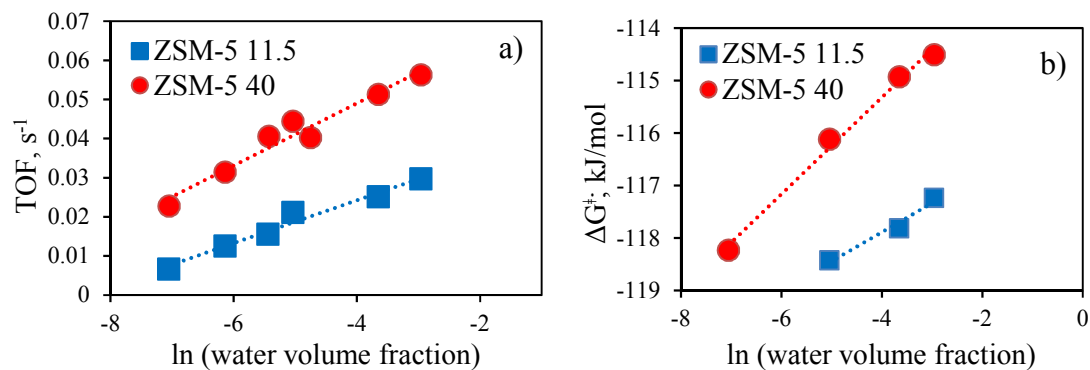 a)
ZSM-5 11.5
ZSM-5 40
TOF, s-1
0.07
0.06
0.05
0.04
0.03
0.02
0.01
0
-8
-6
-4
-2
ln (water volume fraction)
b)
ZSM-5 11.5
ZSM-5 40
ΔG‡, kJ/mol
-114
-115
-116
-117
-118
-119
-8
-6
-4
-2
0
ln (water volume fraction)